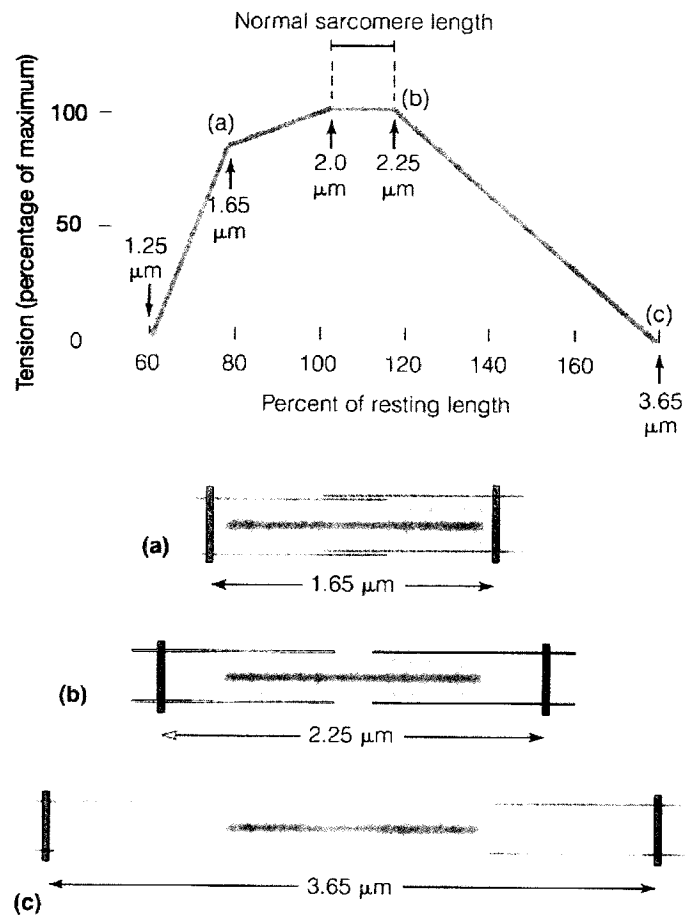 Normal sarcomere length
Tension (percentage of maximum)
100
50
0
(a)
(b)
(c)
1.25
μm
1.65
μm
2.0
μm
2.25
μm
3.65
μm
60 80 100 120 140 160
Percent of resting length
(a)
1.65 μm
(b)
2.25 μm
(c)
3.65 μm